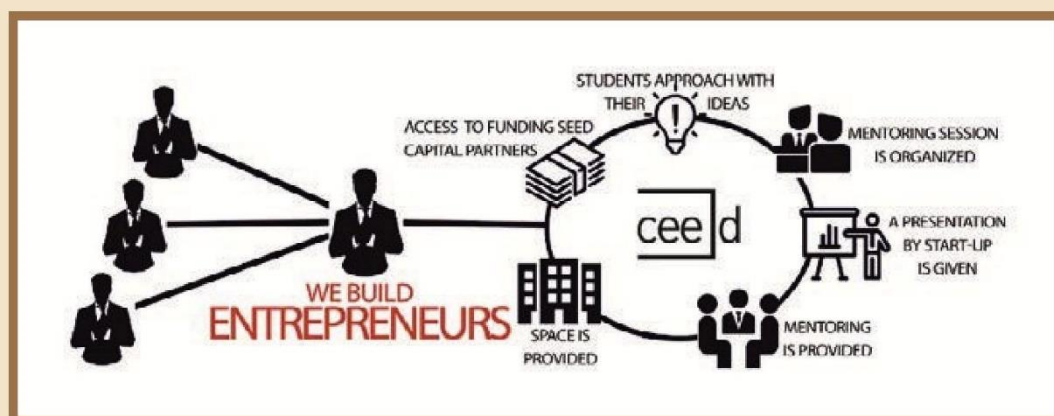 STUDENTS APPROACH WITH
THEIR IDEAS
ACCESS TO FUNDING SEED
CAPITAL PARTNERS
MENTORING SESSION
IS ORGANIZED
ceed
A PRESENTATION
BY START-UP
IS GIVEN
WE BUILD
ENTREPRENEURS
SPACE IS
PROVIDED
MENTORING
IS PROVIDED